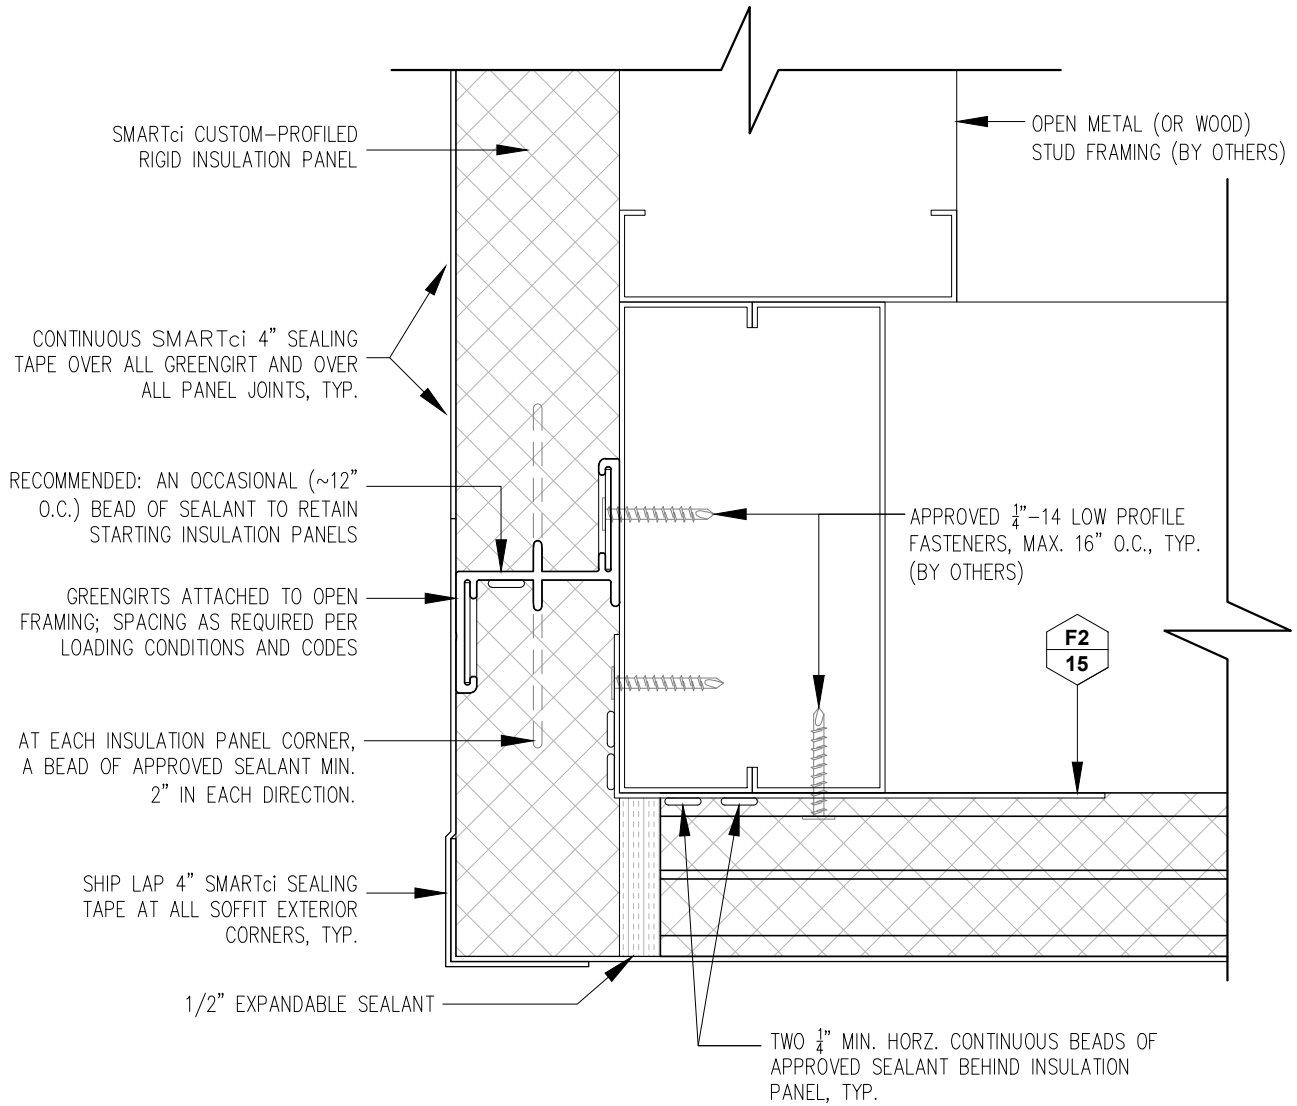 SMARTci CUSTOM-PROFILED
RIGID INSULATION PANEL
OPEN METAL (OR WOOD)
STUD FRAMING (BY OTHERS)
CONTINUOUS SMARTci 4" SEALING
TAPE OVER ALL GREENGIRT AND OVER
ALL PANEL JOINTS, TYP.
RECOMMENDED: AN OCCASIONAL (~12"
O.C.) BEAD OF SEALANT TO RETAIN
STARTING INSULATION PANELS
APPROVED 1/4"-14 LOW PROFILE
FASTENERS, MAX. 16" O.C., TYP.
(BY OTHERS)
GREENGIRTS ATTACHED TO OPEN
FRAMING; SPACING AS REQUIRED PER
LOADING CONDITIONS AND CODES
F2
15
AT EACH INSULATION PANEL CORNER,
A BEAD OF APPROVED SEALANT MIN.
2" IN EACH DIRECTION.
SHIP LAP 4" SMARTci SEALING
TAPE AT ALL SOFFIT EXTERIOR
CORNERS, TYP.
1/2" EXPANDABLE SEALANT
TWO 1/4" MIN. HORZ. CONTINUOUS BEADS OF
APPROVED SEALANT BEHIND INSULATION
PANEL, TYP.